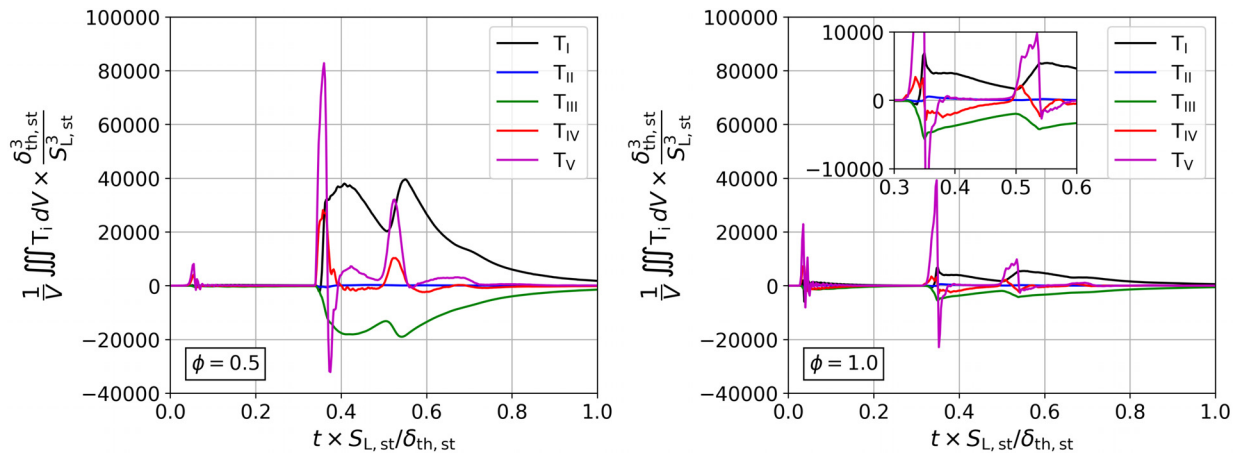 100000
80000
60000
40000
20000
0
−20000
−40000
0.0 0.2 0.4 0.6 0.8 1.0
t × S_L, st/δ_th, st
1/V ∭ T_i dV × δ³_th, st/S³_L, st
T_I
T_II
T_III
T_IV
T_V
ϕ = 0.5
100000
80000
60000
40000
20000
0
−20000
−40000
0.0 0.2 0.4 0.6 0.8 1.0
t × S_L, st/δ_th, st
1/V ∭ T_i dV × δ³_th, st/S³_L, st
10000
0
−10000
0.3 0.4 0.5 0.6
T_I
T_II
T_III
T_IV
T_V
ϕ = 1.0